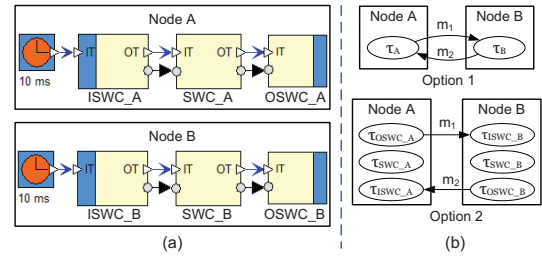 Node A
IT OT IT OT IT
10 ms
ISWC_A SWC_A OSWC_A
Node B
IT OT IT OT IT
10 ms
ISWC_B SWC_B OSWC_B
(a)
Node A Node B
m1
τA τB
m2
Option 1
Node A Node B
τOSWC_A m1 τISWC_B
τSWC_A τSWC_B
τISWC_A m2 τOSWC_B
Option 2
(b)